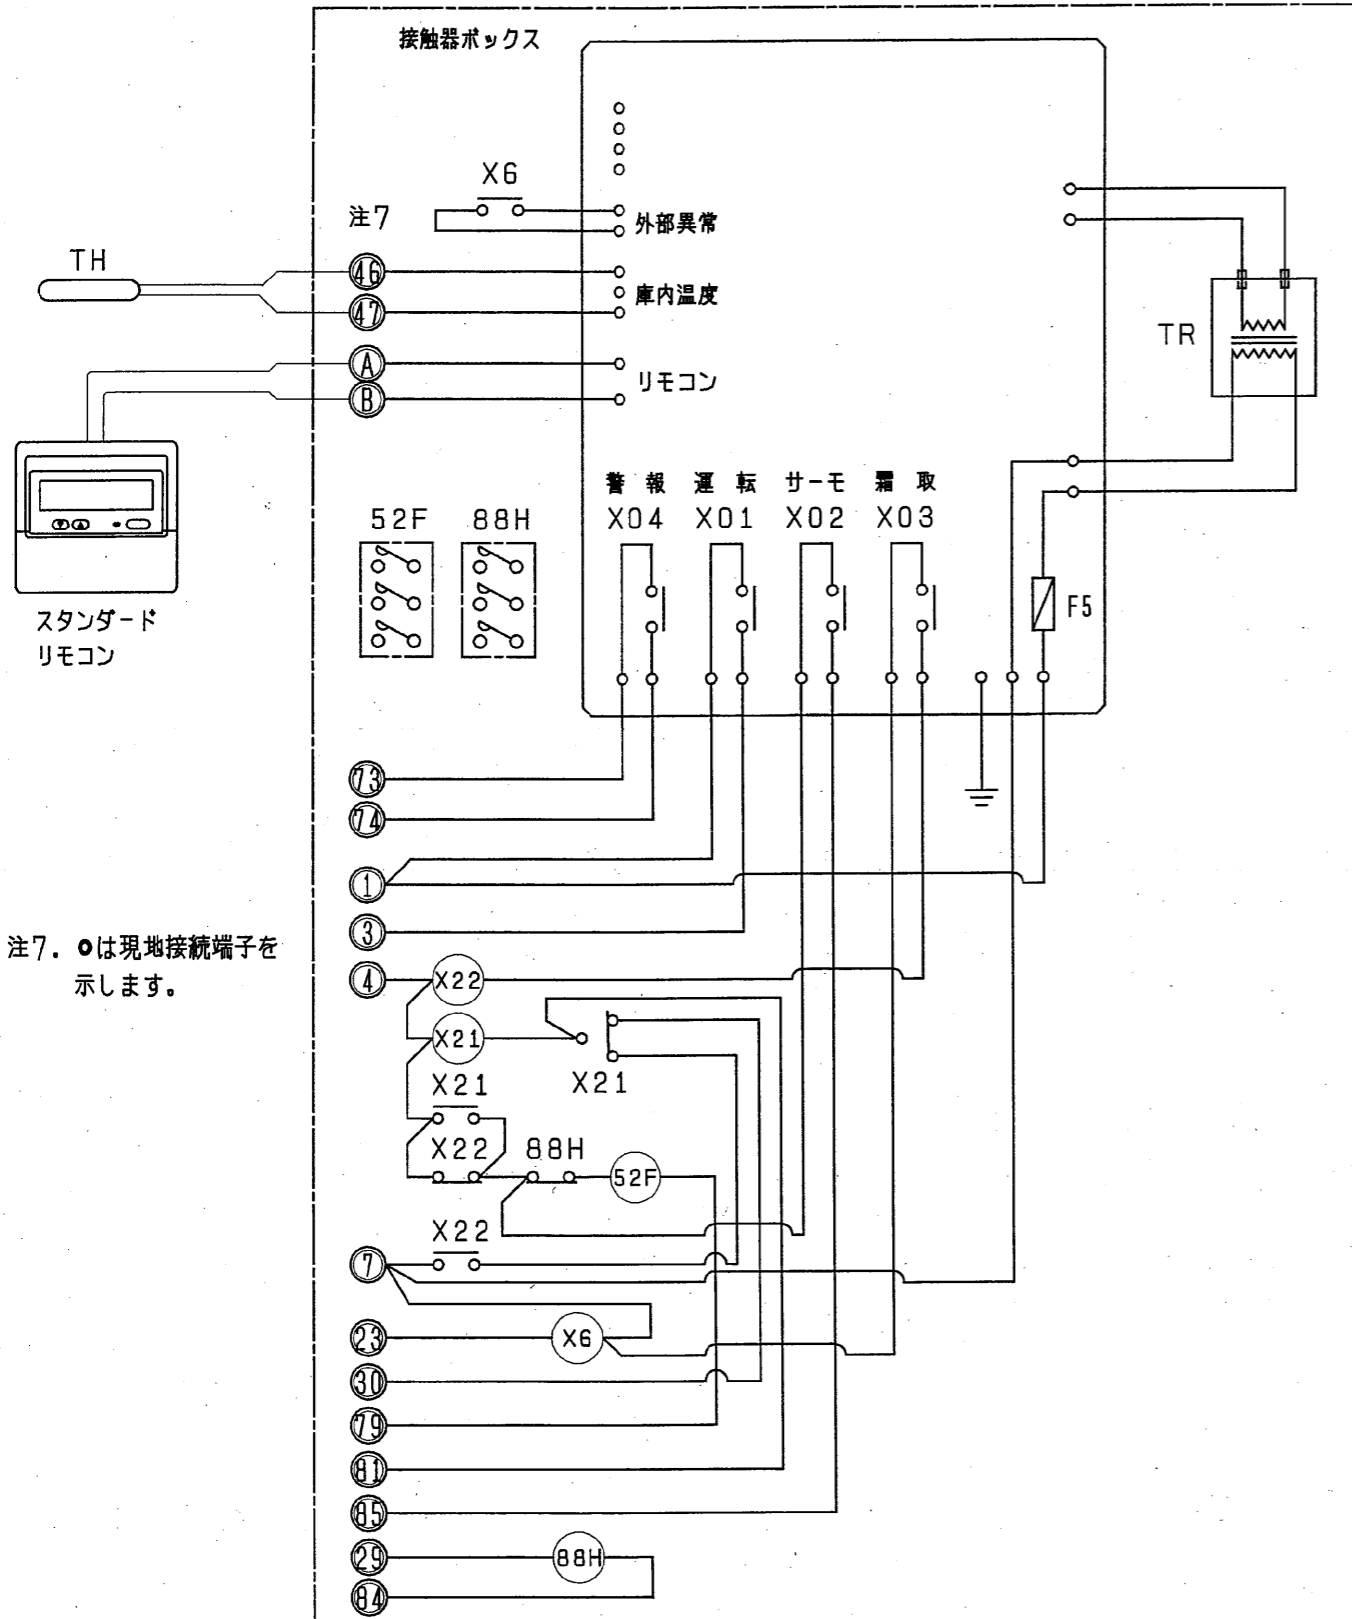 接触器ボックス
X6
注7
外部異常
TH
46
庫内温度
47
TR
A
リモコン
B
警報 運転 サーモ 霜取
X04 X01 X02 X03
52F 88H
F5
スタンダード
リモコン
73
74
1
3
注7. ⭘は現地接続端子を
示します。
4
X22
X21
X21
X21
X22
88H
52F
X22
7
23
X6
30
79
81
85
29
88H
84